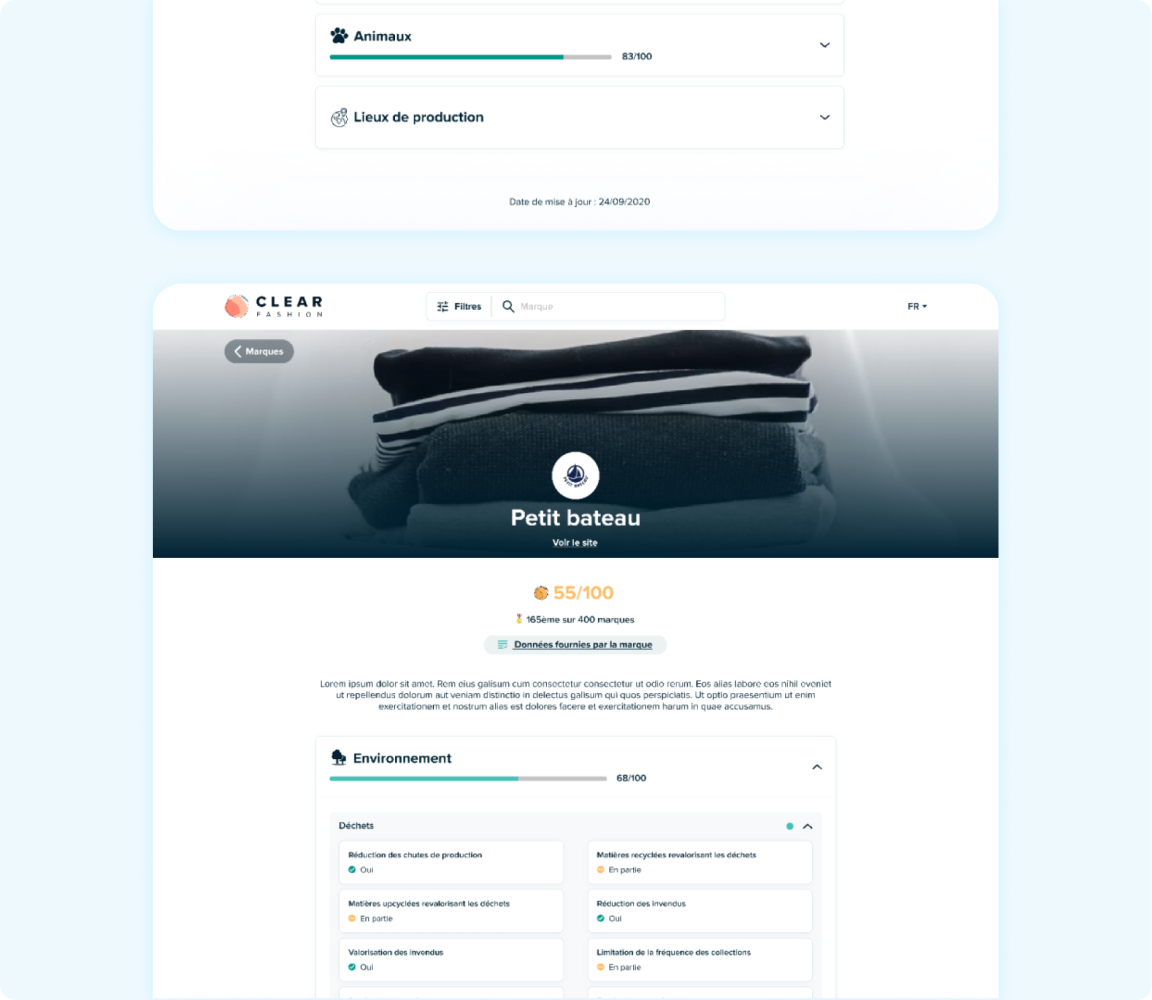 Animaux
83/100
Lieux de production
Date de mise à jour : 24/09/2020
CLEAR
FASHION
Filtres
Marque
FR
Marques
PETIT BATEAU
Petit bateau
Voir le site
55/100
165ème sur 400 marques
Données fournies par la marque
Lorem ipsum dolor sit amet. Rem eius galisum cum consectetur consectetur ut odio rerum. Eos alias labore eos nihil eveniet
ut repellendus dolorum aut veniam distinctio in delectus galisum qui quos perspiciatis. Ut optio praesentium ut enim
exercitationem et nostrum alias est dolores facere et exercitationem harum in quae accusamus.
Environnement
68/100
Déchets
Réduction des chutes de production
Oui
Matières recyclées revalorisant les déchets
En partie
Matières upcyclées revalorisant les déchets
En partie
Réduction des invendus
Oui
Valorisation des invendus
Oui
Limitation de la fréquence des collections
En partie